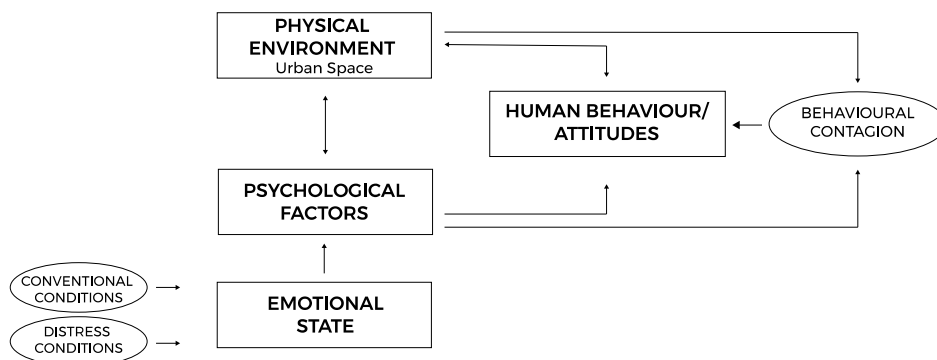 PHYSICAL
ENVIRONMENT
Urban Space
HUMAN BEHAVIOUR/
ATTITUDES
BEHAVIOURAL
CONTAGION
PSYCHOLOGICAL
FACTORS
CONVENTIONAL
CONDITIONS
EMOTIONAL
STATE
DISTRESS
CONDITIONS